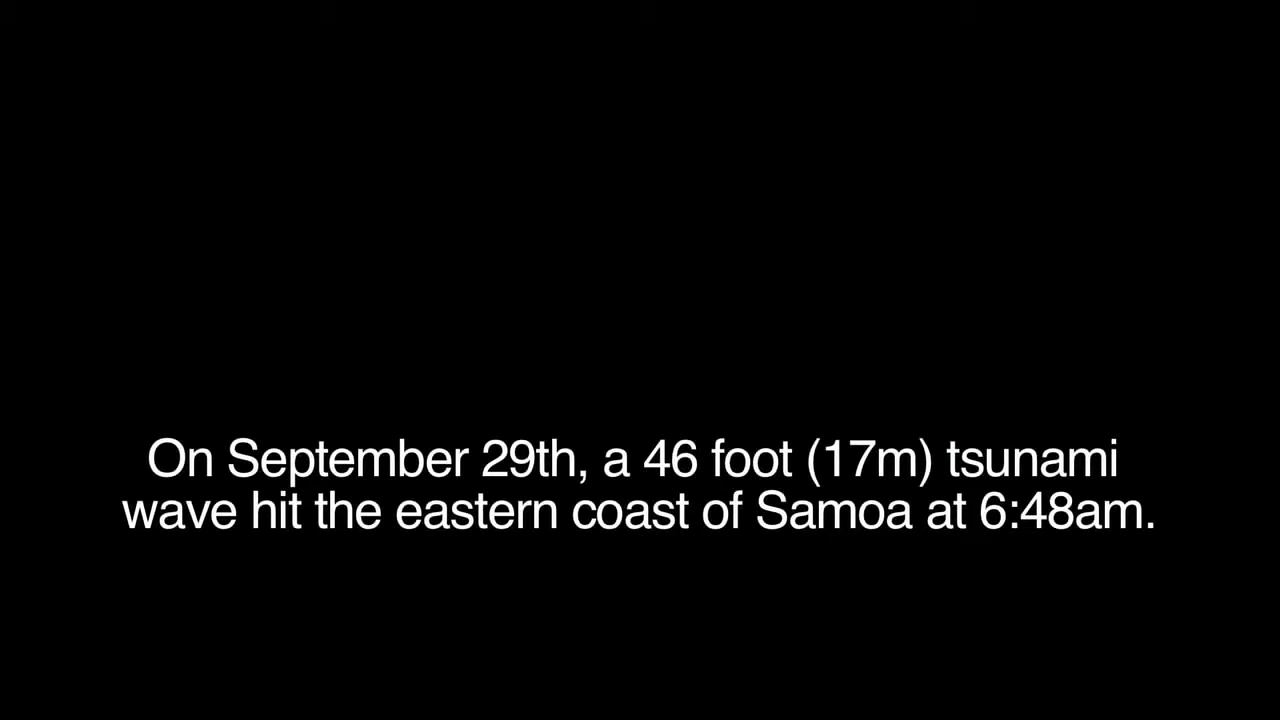 On September 29th, a 46 foot (17m) tsunami
wave hit the eastern coast of Samoa at 6:48am.